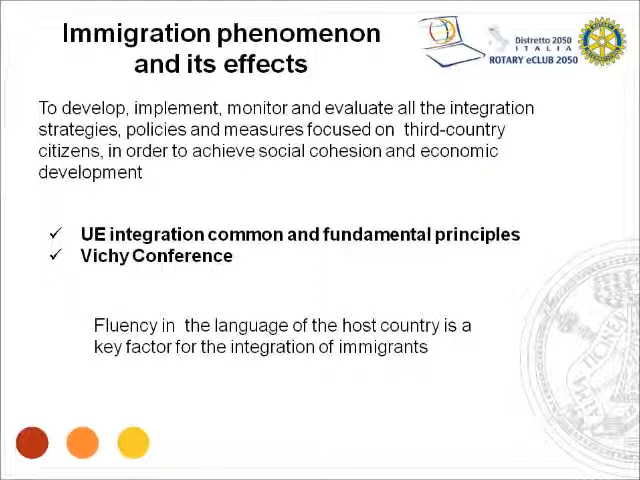 Immigration phenomenon
and its effects
Distretto 2050
ITALIA
ROTARY eCLUB 2050
To develop, implement, monitor and evaluate all the integration
strategies, policies and measures focused on third-country
citizens, in order to achieve social cohesion and economic
development
✓ UE integration common and fundamental principles
✓ Vichy Conference
Fluency in the language of the host country is a
key factor for the integration of immigrants
ALMA TICINEN